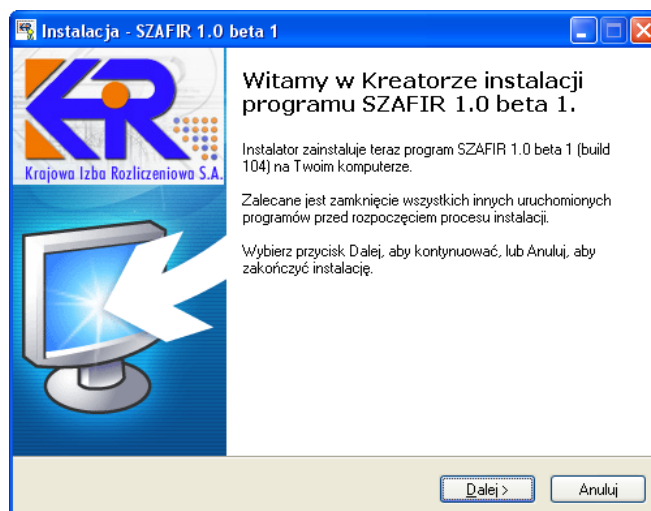 Instalacja - SZAFIR 1.0 beta 1
KIR
Krajowa Izba Rozliczeniowa S.A.
Witamy w Kreatorze instalacji
programu SZAFIR 1.0 beta 1.
Instalator zainstaluje teraz program SZAFIR 1.0 beta 1 (build
104) na Twoim komputerze.
Zalecane jest zamknięcie wszystkich innych uruchomionych
programów przed rozpoczęciem procesu instalacji.
Wybierz przycisk Dalej, aby kontynuować, lub Anuluj, aby
zakończyć instalację.
Dalej >
Anuluj